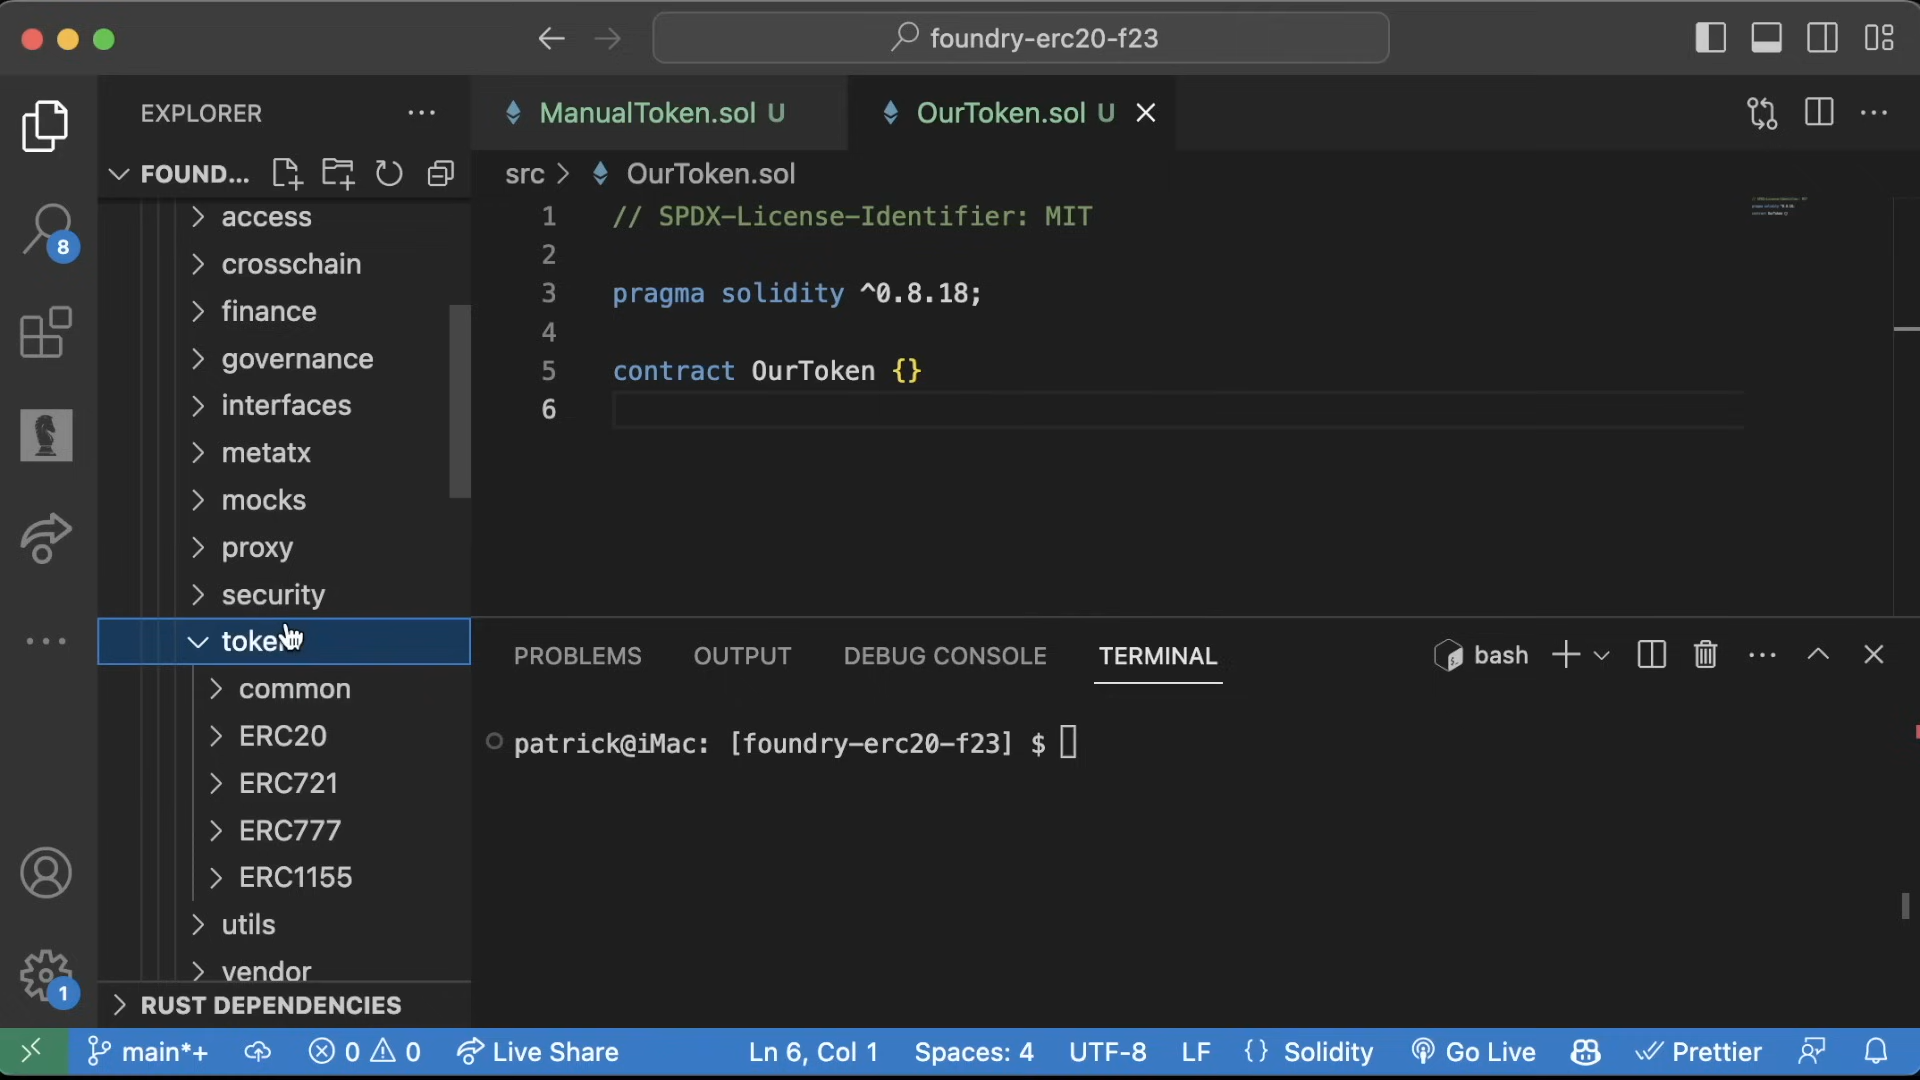 foundry-erc20-f23
EXPLORER
FOUND...
access
crosschain
finance
governance
interfaces
metatx
mocks
proxy
security
token
common
ERC20
ERC721
ERC777
ERC1155
utils
vendor
RUST DEPENDENCIES
8
1
ManualToken.sol U
OurToken.sol U
src > OurToken.sol
1 // SPDX-License-Identifier: MIT
2
3 pragma solidity ^0.8.18;
4
5 contract OurToken {}
6
PROBLEMS OUTPUT DEBUG CONSOLE TERMINAL bash
patrick@iMac: [foundry-erc20-f23] $
main*+ 0 0 Live Share Ln 6, Col 1 Spaces: 4 UTF-8 LF {} Solidity Go Live Prettier